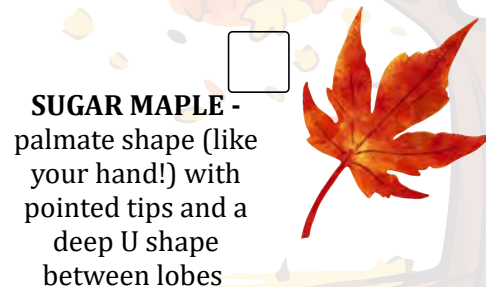 SUGAR MAPLE -
palmate shape (like
your hand!) with
pointed tips and a
deep U shape
between lobes